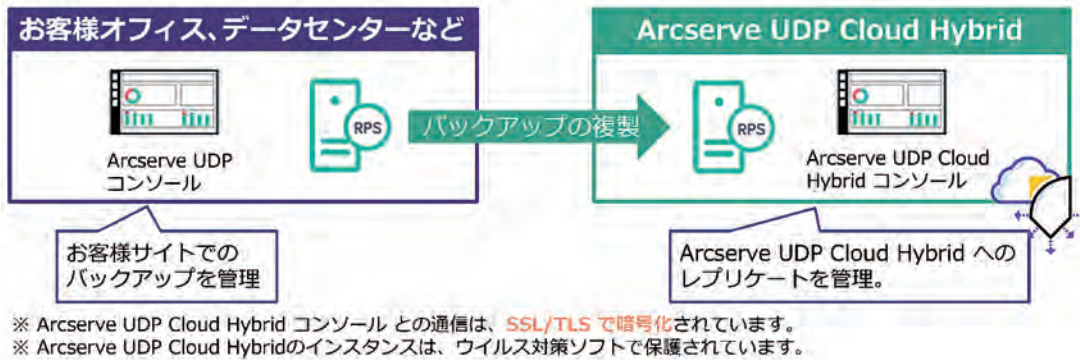 お客様オフィス、データセンターなど
Arcserve UDP
コンソール
RPS
バックアップの複製
Arcserve UDP Cloud Hybrid
RPS
Arcserve UDP Cloud
Hybrid コンソール
お客様サイトでの
バックアップを管理
Arcserve UDP Cloud Hybrid への
レプリケートを管理。
※ Arcserve UDP Cloud Hybrid コンソール との通信は、SSL/TLS で暗号化されています。
※ Arcserve UDP Cloud Hybridのインスタンスは、ウイルス対策ソフトで保護されています。